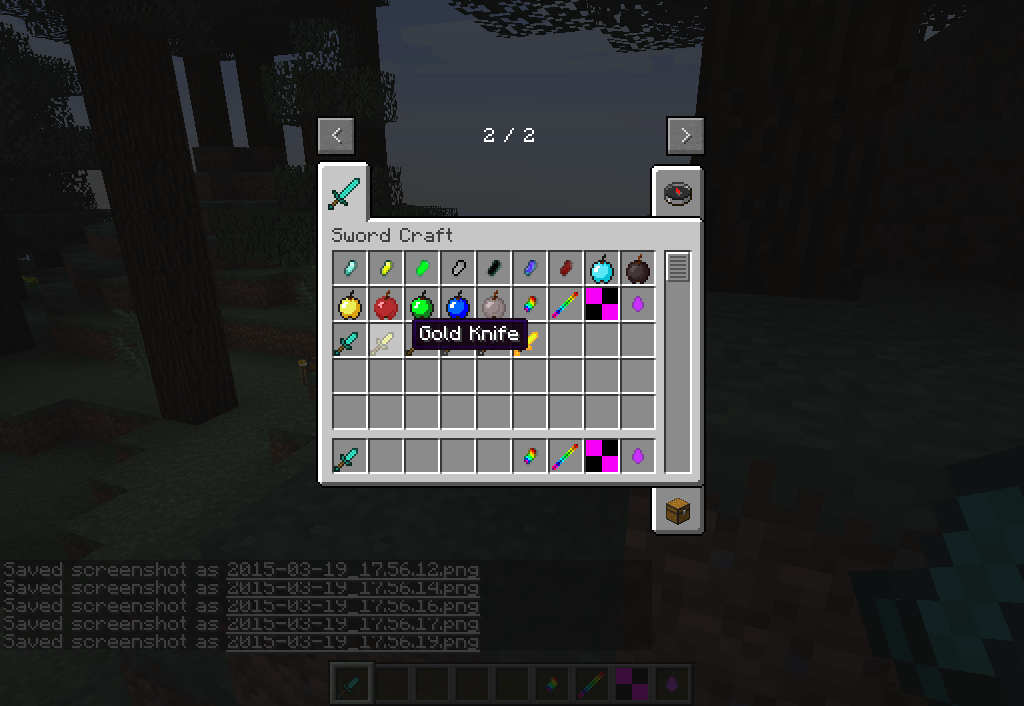 <
2 / 2
>
Sword Craft
Gold Knife
Saved screenshot as 2015-03-19_17.56.12.png
Saved screenshot as 2015-03-19_17.56.14.png
Saved screenshot as 2015-03-19_17.56.16.png
Saved screenshot as 2015-03-19_17.56.17.png
Saved screenshot as 2015-03-19_17.56.19.png